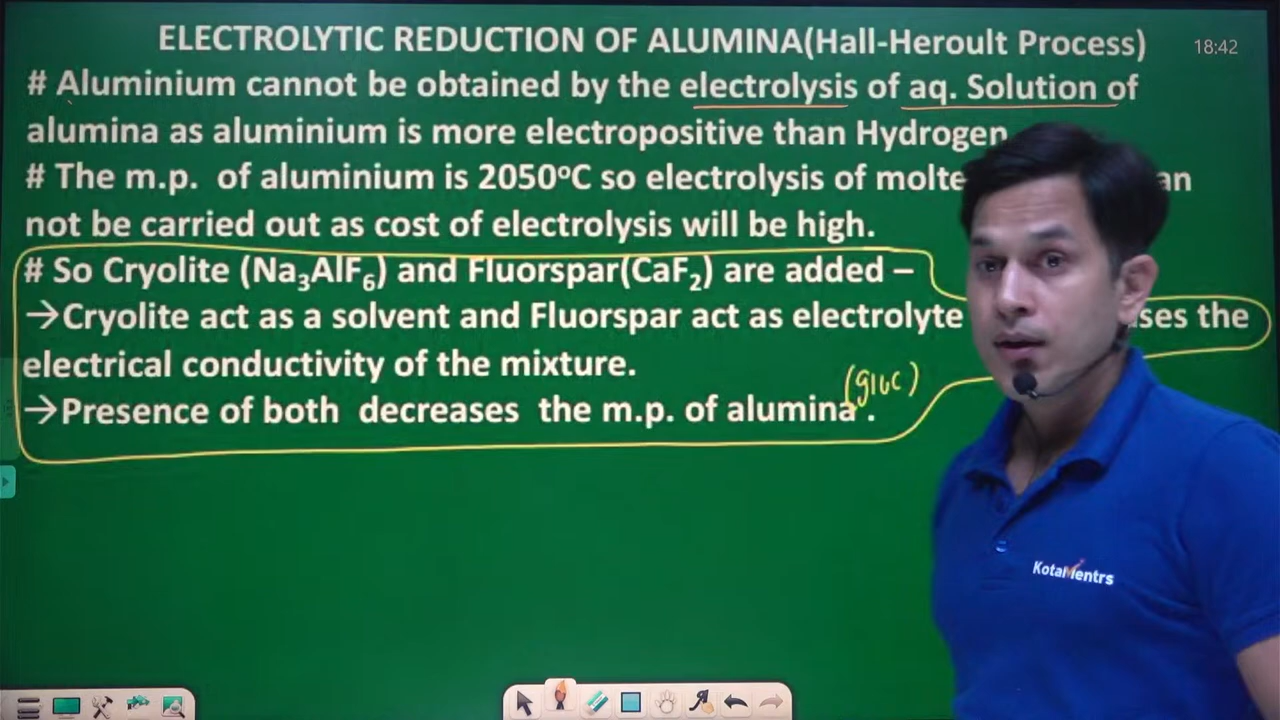 ELECTROLYTIC REDUCTION OF ALUMINA(Hall-Heroult Process)
18:42
# Aluminium cannot be obtained by the electrolysis of aq. Solution of
alumina as aluminium is more electropositive than Hydrogen
# The m.p. of aluminium is 2050°C so electrolysis of molte an
not be carried out as cost of electrolysis will be high.
# So Cryolite (Na₃AlF₆) and Fluorspar(CaF₂) are added –
→Cryolite act as a solvent and Fluorspar act as electrolyte ses the
electrical conductivity of the mixture.
(
→Presence of both decreases the m.p. of alumina .
KotaMentrs